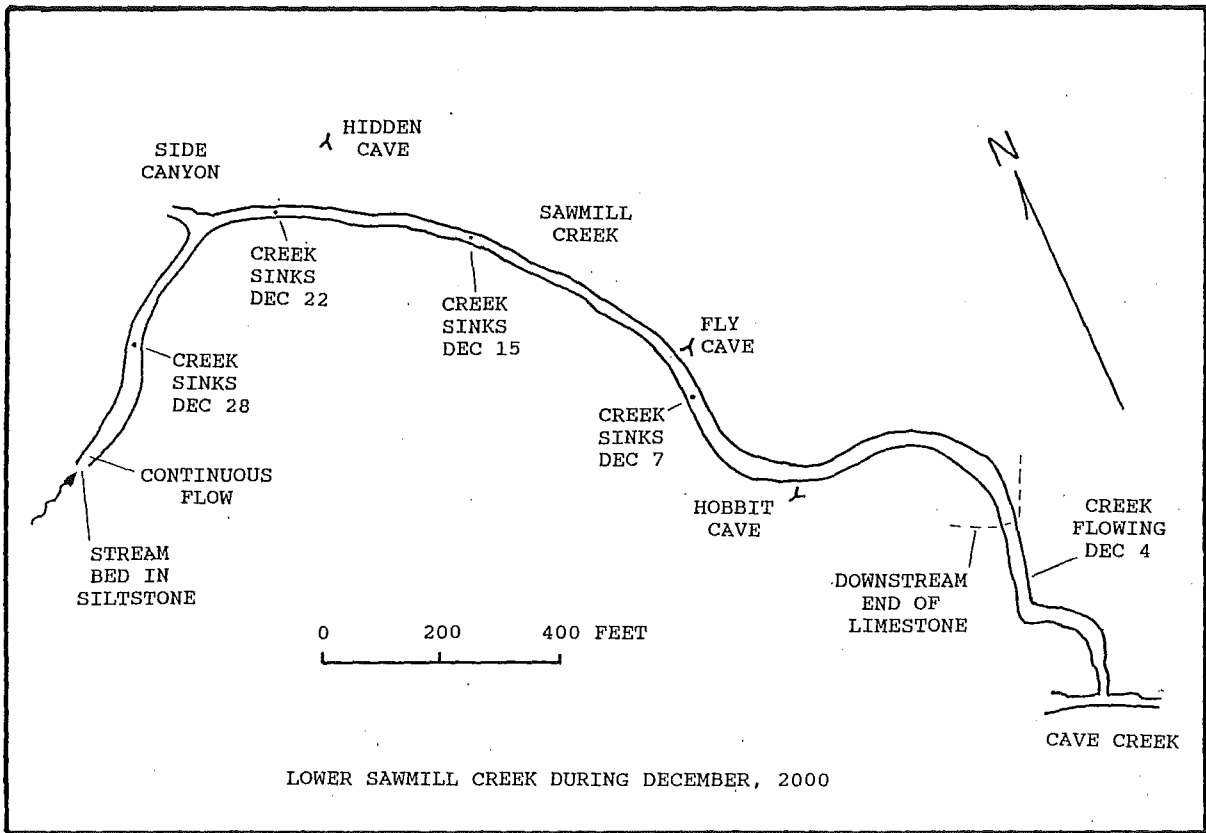 HIDDEN
CAVE
SIDE
CANYON
N
SAWMILL
CREEK
CREEK
SINKS
DEC 22
CREEK
SINKS
DEC 15
FLY
CAVE
CREEK
SINKS
DEC 28
CREEK
SINKS
DEC 7
CONTINUOUS
FLOW
HOBBIT
CAVE
CREEK
FLOWING
DEC 4
STREAM
BED IN
SILTSTONE
DOWNSTREAM
END OF
LIMESTONE
0 200 400 FEET
CAVE CREEK
LOWER SAWMILL CREEK DURING DECEMBER, 2000